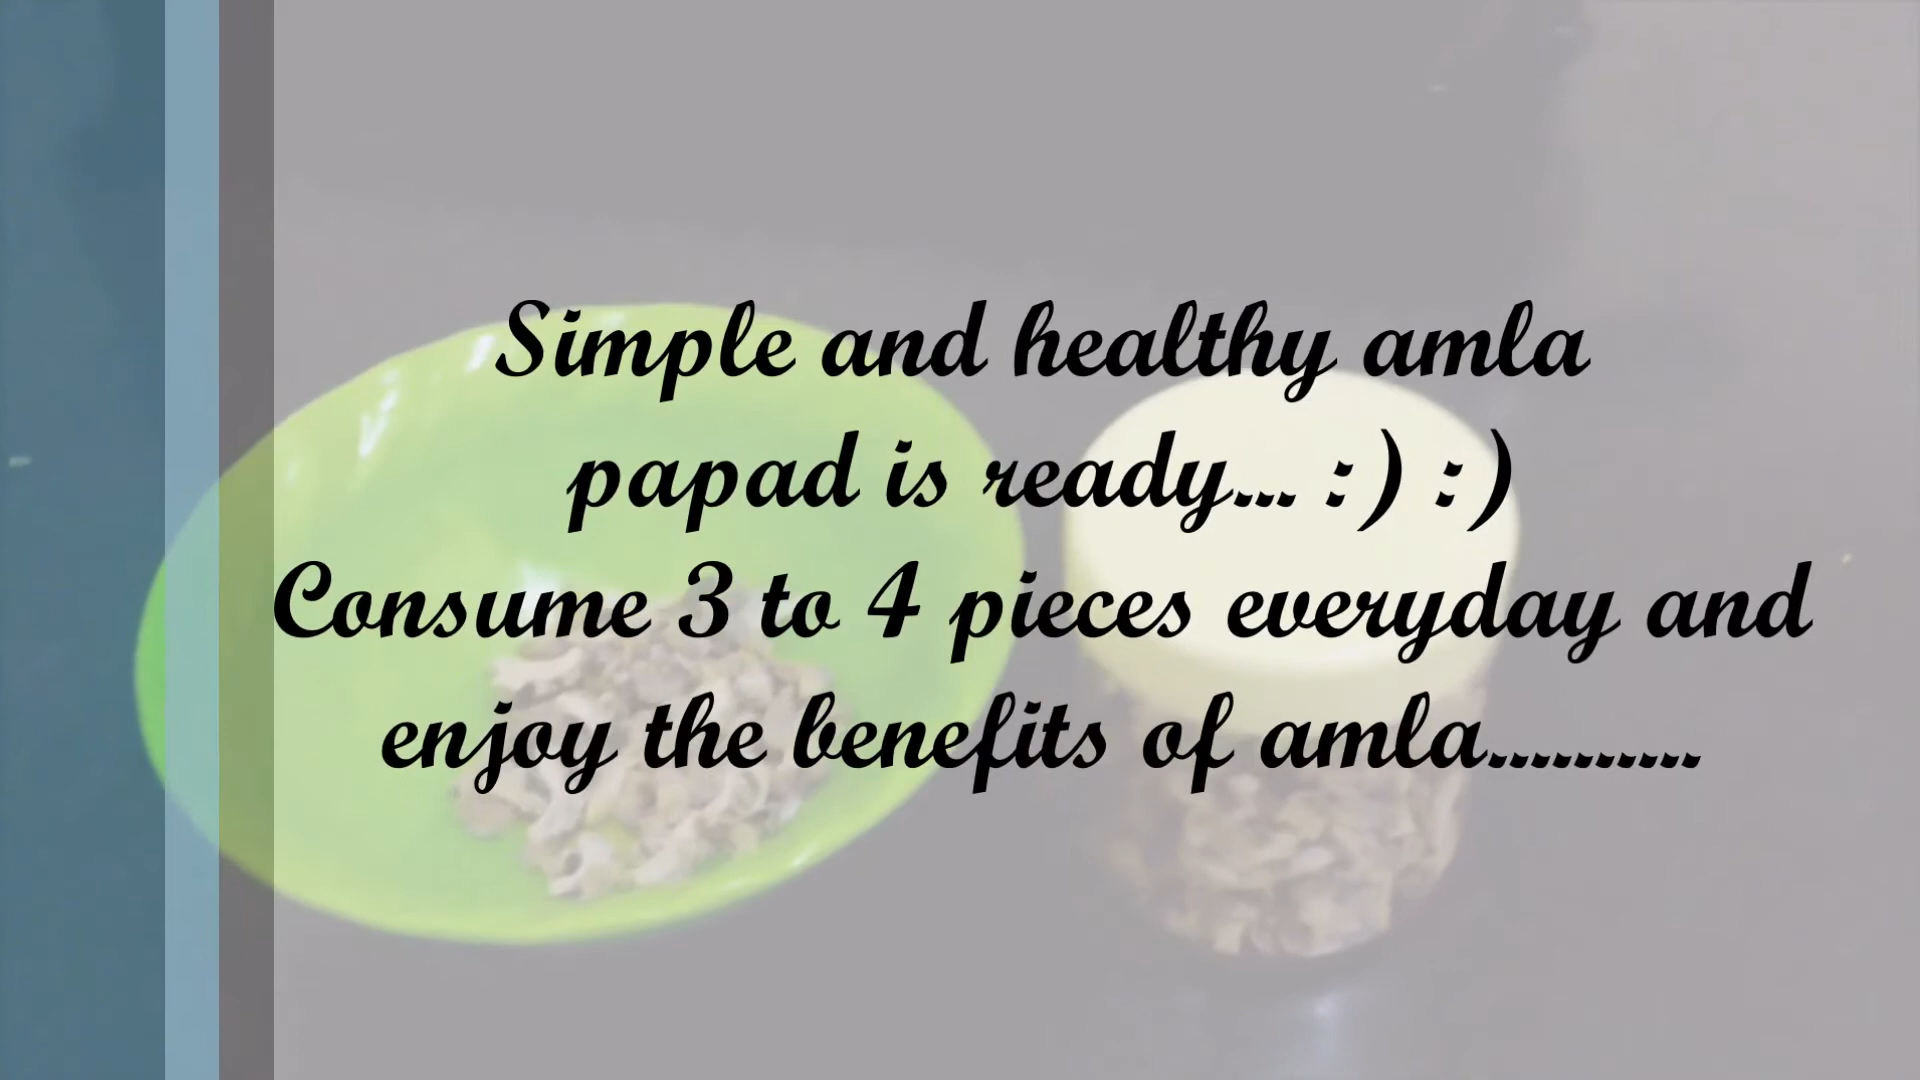 Simple and healthy amla
papad is ready... :) :)
Consume 3 to 4 pieces everyday and
enjoy the benefits of amla..........